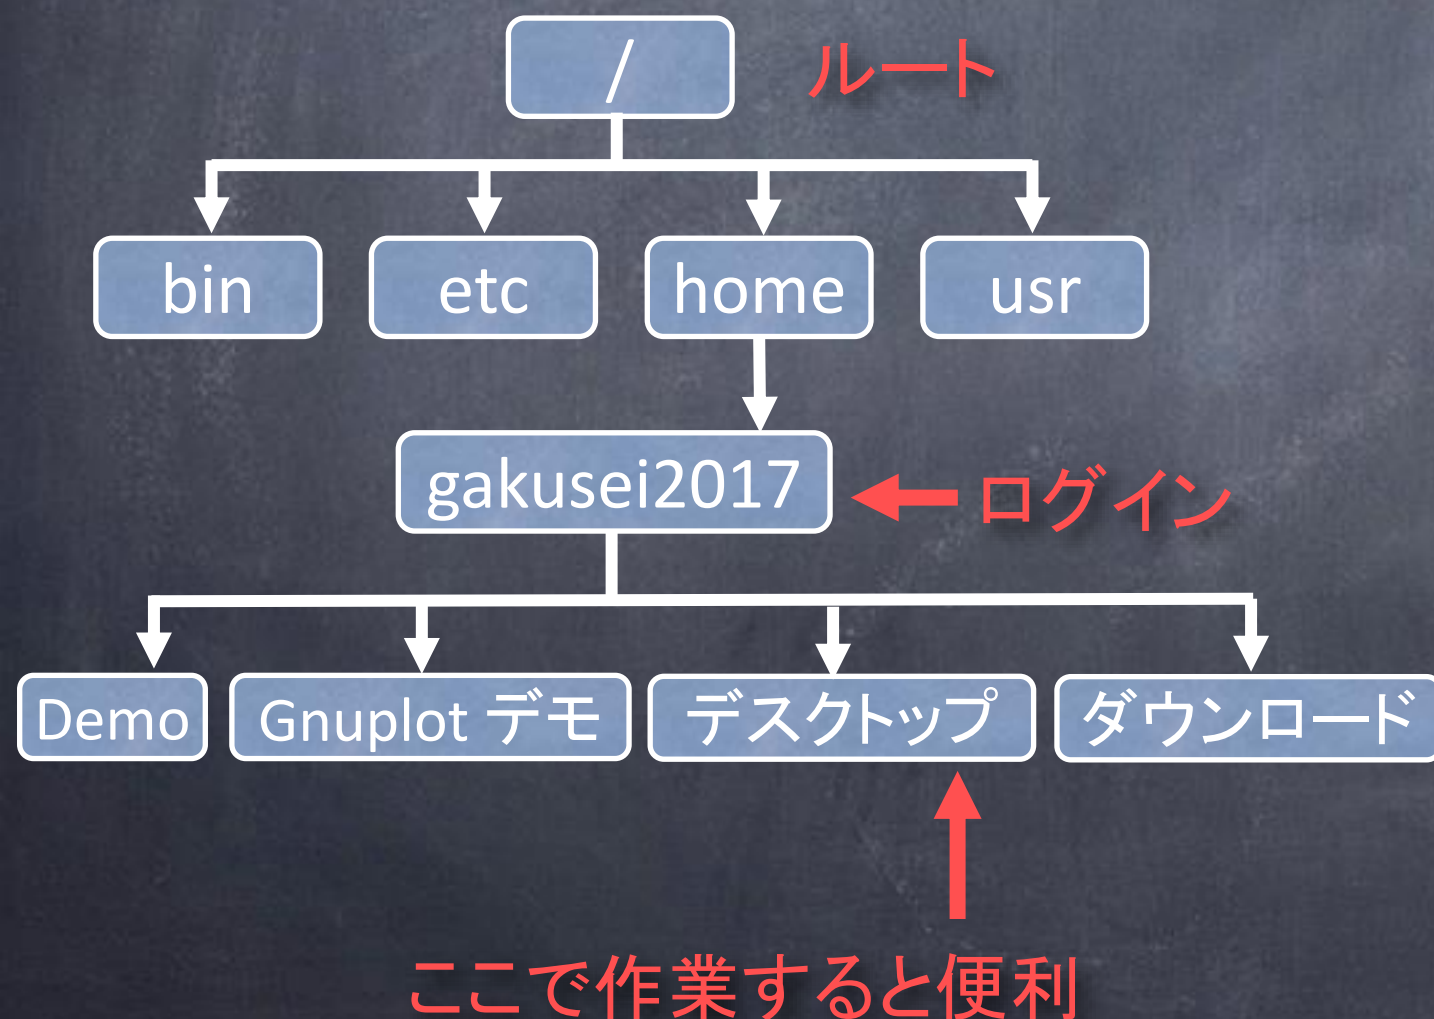 /
ルート
bin
etc
home
usr
gakusei2017
ログイン
Demo
Gnuplot デモ
デスクトップ
ダウンロード
ここで作業すると便利